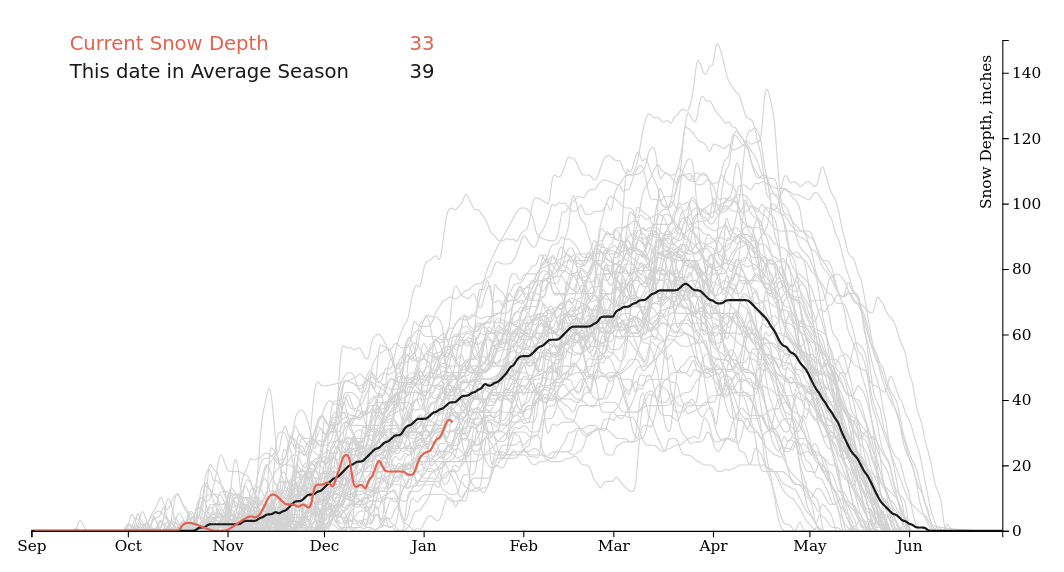 Current Snow Depth 33
This date in Average Season 39
Snow Depth, inches
140
120
100
80
60
40
20
0
Sep Oct Nov Dec Jan Feb Mar Apr May Jun